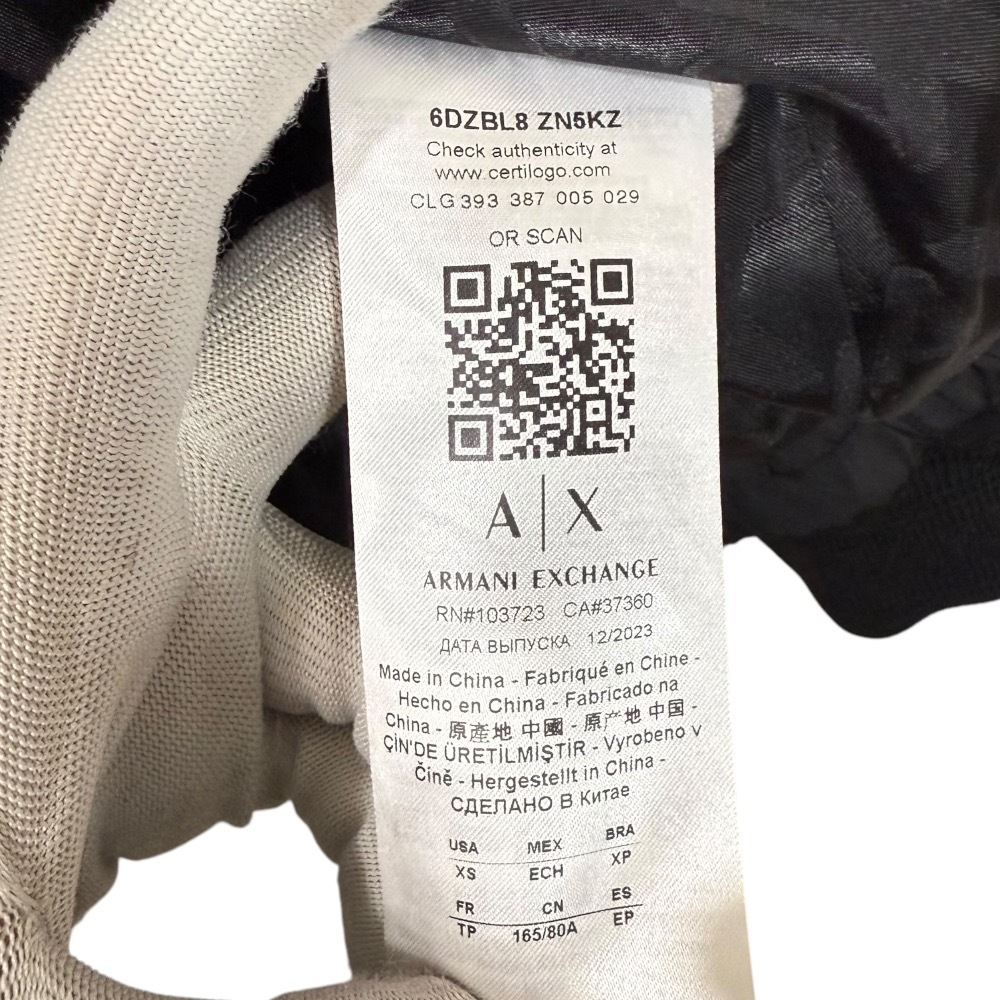 6DZBL8 ZN5KZ
Check authenticity at
www.certilogo.com
CLG 393 387 005 029
OR SCAN
A|X
ARMANI EXCHANGE
RN#103723 CA#37360
ДАТА ВЫПУСКА 12/2023
Made in China - Fabriqué en Chine -
Hecho en China - Fabricado na
China - 原產地 中國 - 原产地 中国 -
ÇİN'DE ÜRETİLMİŞTİR - Vyrobeno v
Číně - Hergestellt in China -
СДЕЛАНО В Китае
USA MEX BRA
XS ECH XP
FR CN ES
TP 165/80A EP